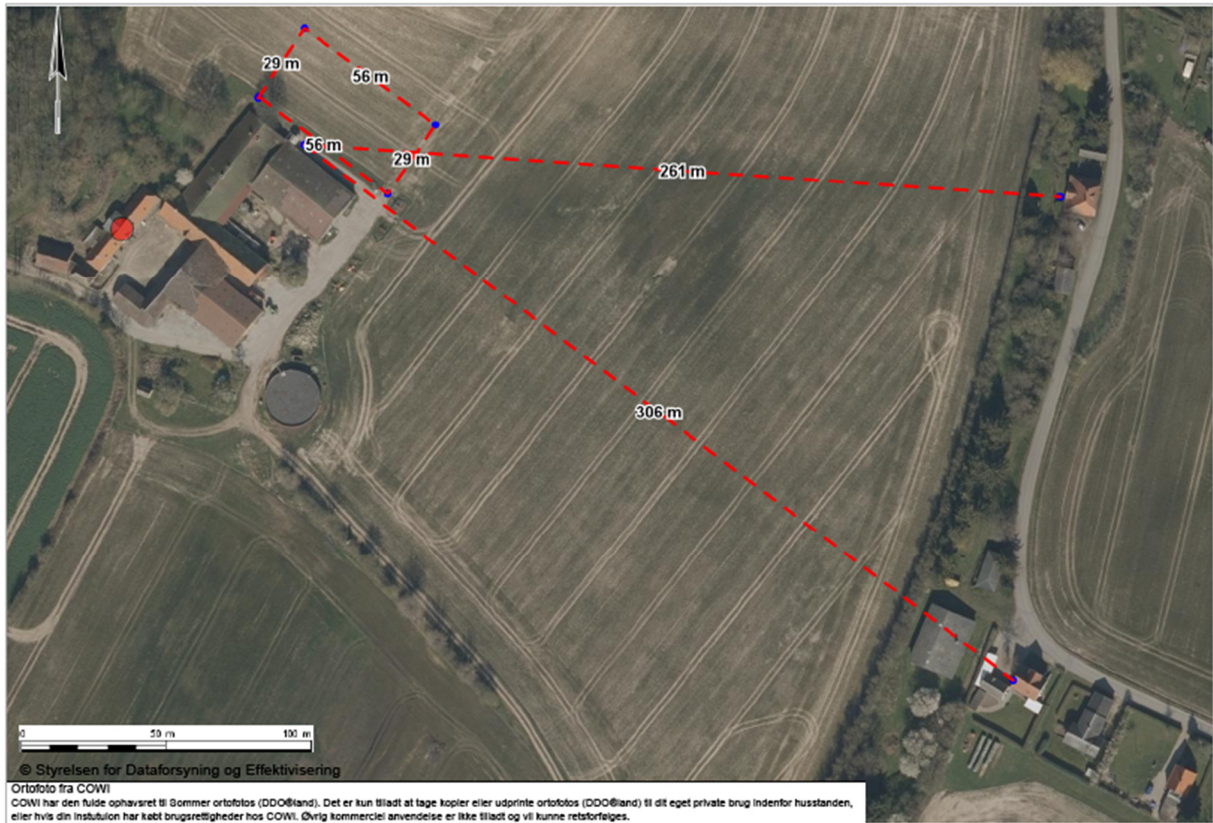 29 m
56 m
56 m
29 m
261 m
306 m
0 50 m 100 m
© Styrelsen for Dataforsyning og Effektivisering
Ortofoto fra COWI
COWI har den fulde ophavsret til Sommer ortofotos (DDO®land). Det er kun tilladt at tage kopier eller udprinte ortofotos (DDO®land) til dit eget private brug indenfor husstanden,
eller hvis din instutuion har købt brugsrettigheder hos COWI. Øvrig kommerciel anvendelse er ikke tilladt og vil kunne retsforfølges.